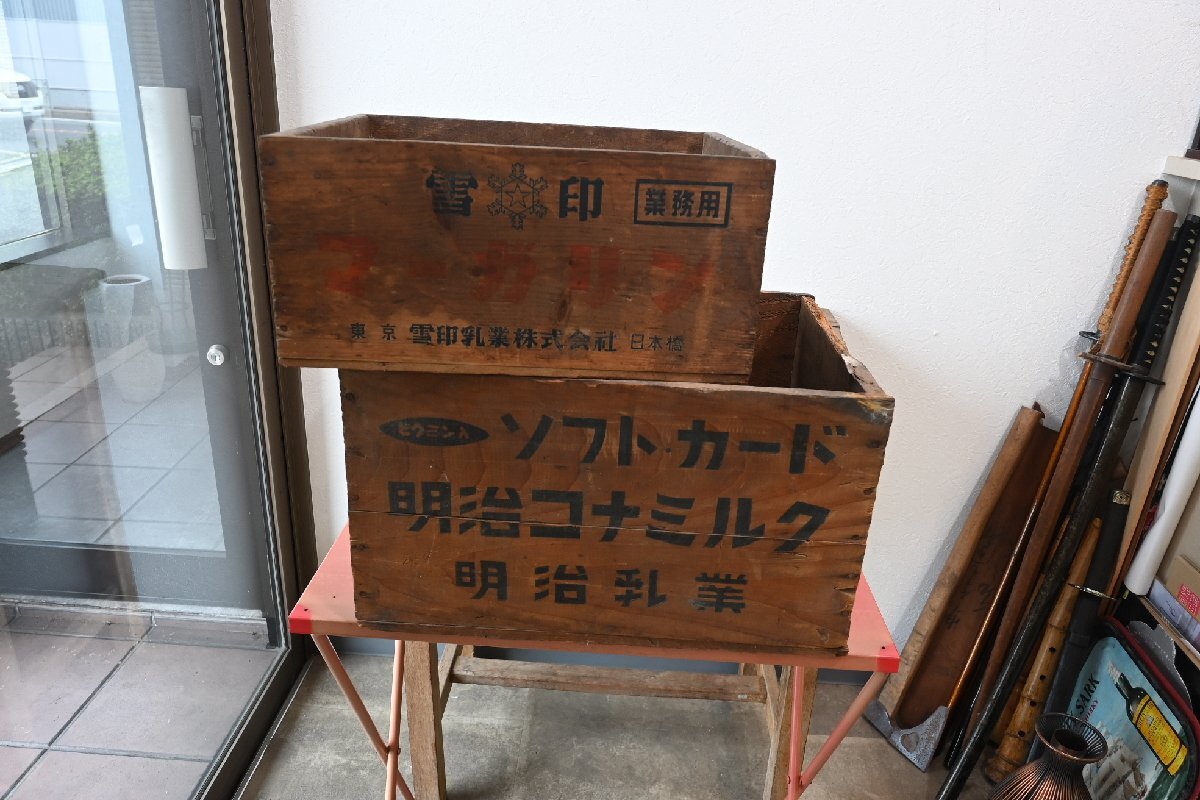 雪印 業務用
マーガリン
東京 雪印乳業株式会社 日本橋
ビタミン入 ソフトカード
明治コナミルク
明治乳業
SARK